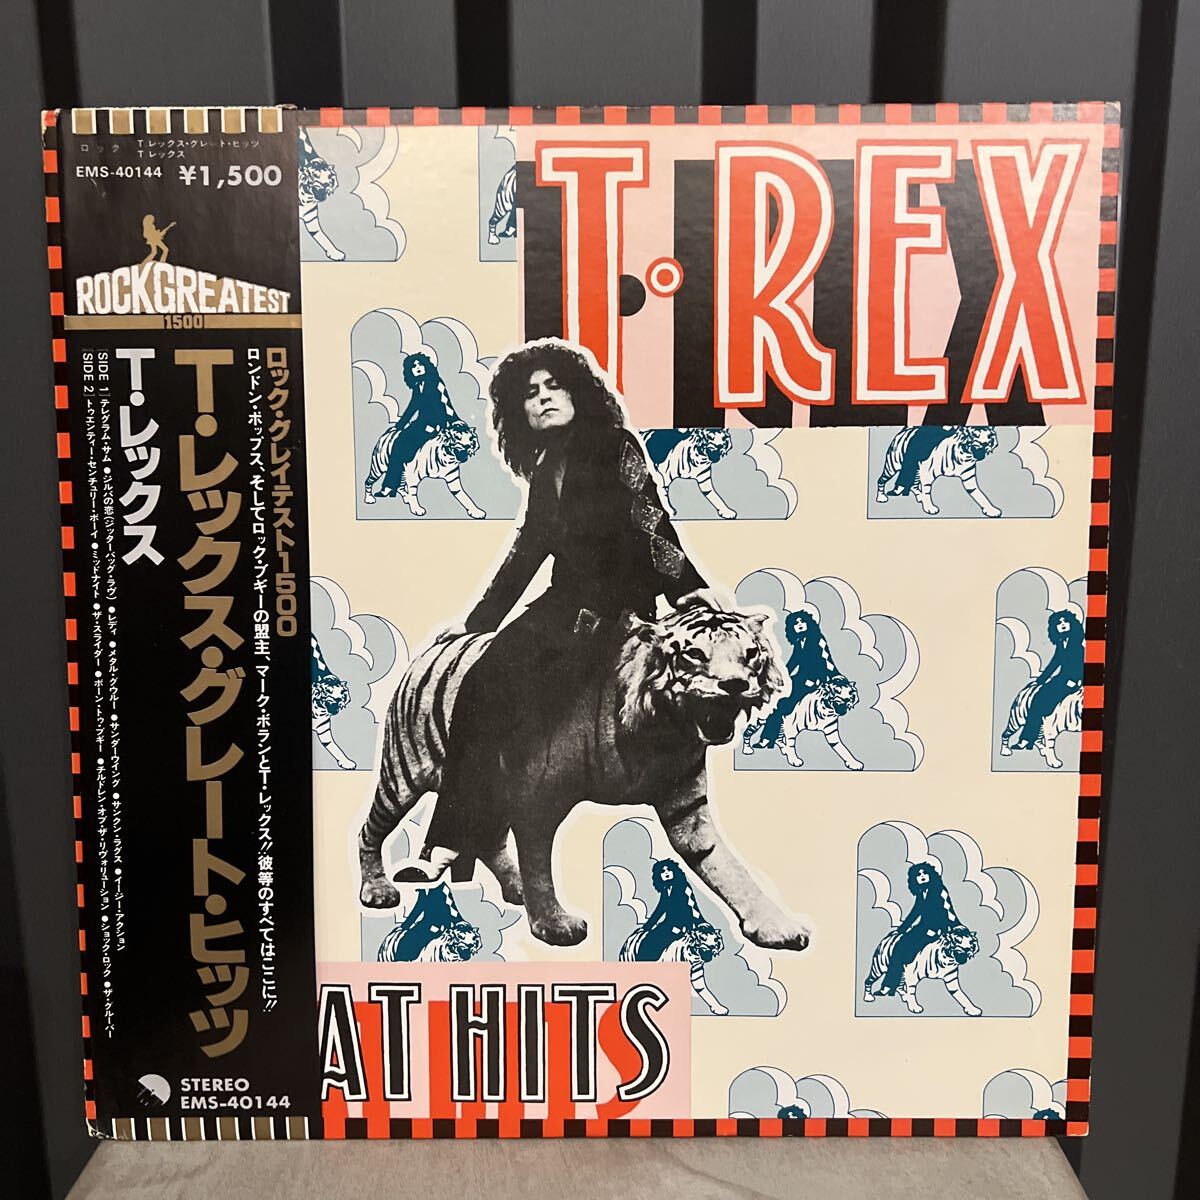 ロック Tレックス・グレート・ヒッツ
Tレックス
EMS-40144 ¥1,500
ROCKGREATEST
1500
ロック・グレイテスト1500
ロンドン・ポップス、そしてロック・ブギーの盟主、マーク・ボランとT・レックス!!彼等のすべてはここに!!
T・レックス・グレート・ヒッツ
T・レックス
[SIDE 1]テレグラム・サム●ジルバの恋(ジッターバッグ・ラヴ)●レディ●メタル・グウルー●サンダーウイング●サンクン・ラグス●イージー・アクション
[SIDE 2]トゥエンティー・センチュリー・ボーイ●ミッドナイト●ザ・スライダー●ボーン・トゥ・ブギー●チルドレン・オブ・ザ・リヴォリューション●ショック・ロック●ザ・グルーバー
STEREO
EMS-40144
T·REX
AT HITS